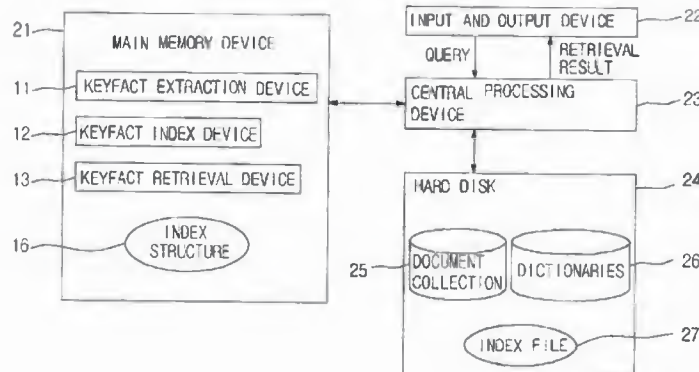 21
MAIN MEMORY DEVICE
11
KEYFACT EXTRACTION DEVICE
12
KEYFACT INDEX DEVICE
13
KEYFACT RETRIEVAL DEVICE
16
INDEX
STRUCTURE
INPUT AND OUTPUT DEVICE
22
QUERY
RETRIEVAL
RESULT
CENTRAL PROCESSING
DEVICE
23
HARD DISK
24
25
DOCUMENT
COLLECTION
DICTIONARIES
26
INDEX FILE
27